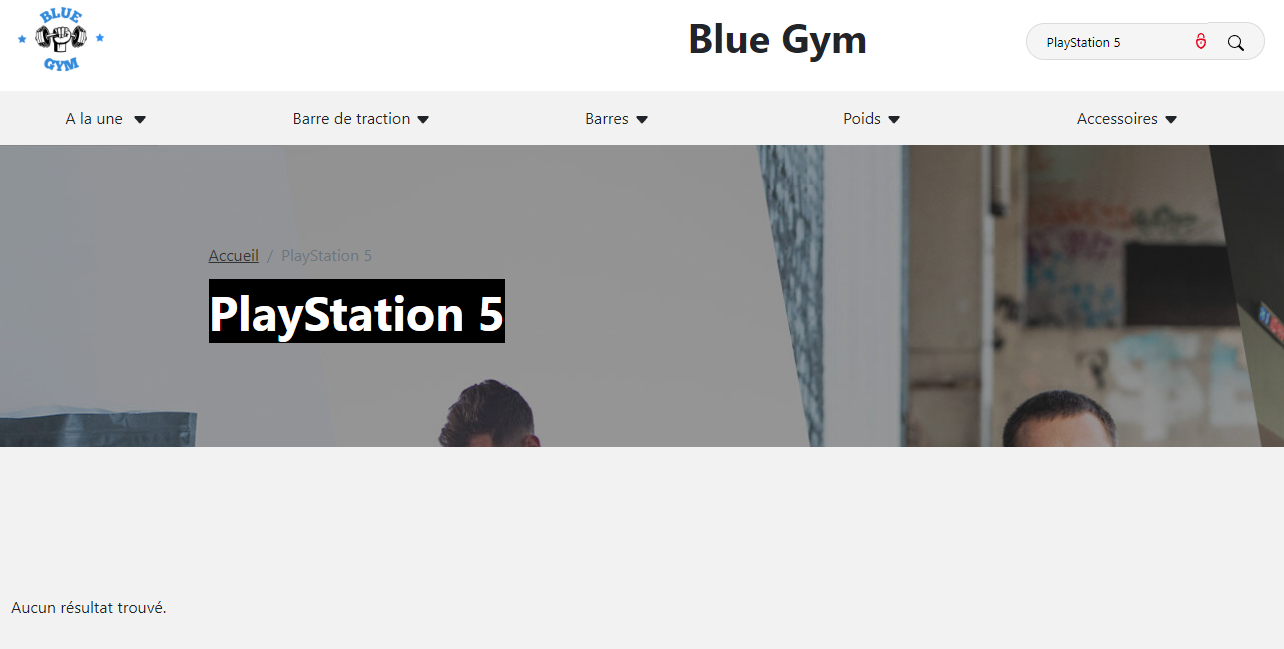 BLUE
GYM
Blue Gym
PlayStation 5
A la une
Barre de traction
Barres
Poids
Accessoires
Accueil / PlayStation 5
PlayStation 5
Aucun résultat trouvé.